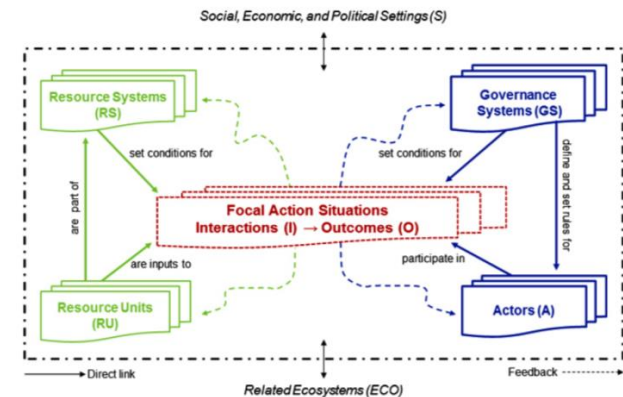 Social, Economic, and Political Settings (S)
Resource Systems
(RS)
Governance
Systems (GS)
set conditions for
set conditions for
are part of
define and set rules for
Focal Action Situations
Interactions (I) → Outcomes (O)
are inputs to
participate in
Resource Units
(RU)
Actors (A)
Direct link
Feedback
Related Ecosystems (ECO)